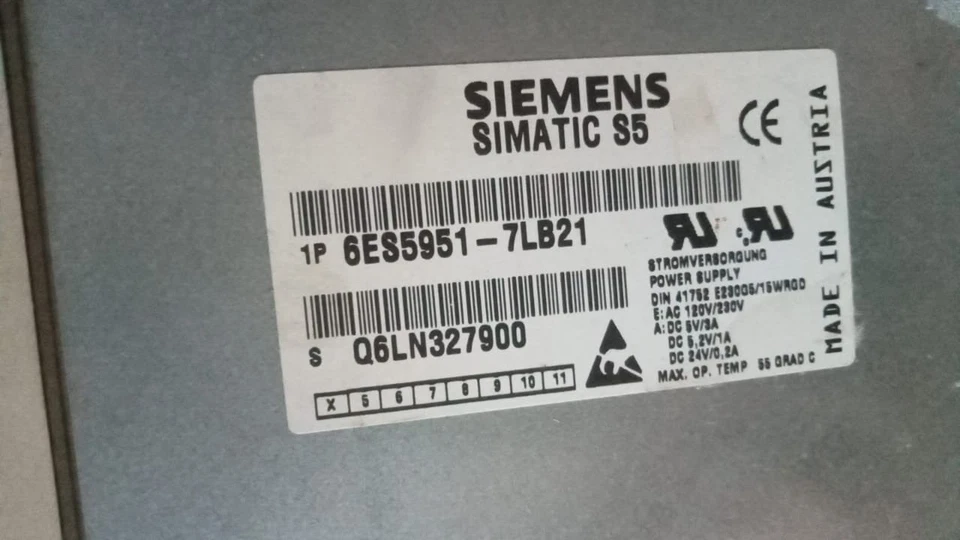 SIEMENS
SIMATIC S5
CE
1P 6ES5951-7LB21
S Q6LN327900
X 5 6 7 8 9 10 11
STROMVERSORGUNG
POWER SUPPLY
DIN 41752 E230G5/15WRGD
E: AC 120V/230V
A: DC 5V/3A
DC 5,2V/1A
DC 24V/0,2A
MAX. OP. TEMP 55 GRAD C
MADE IN AUSTRIA